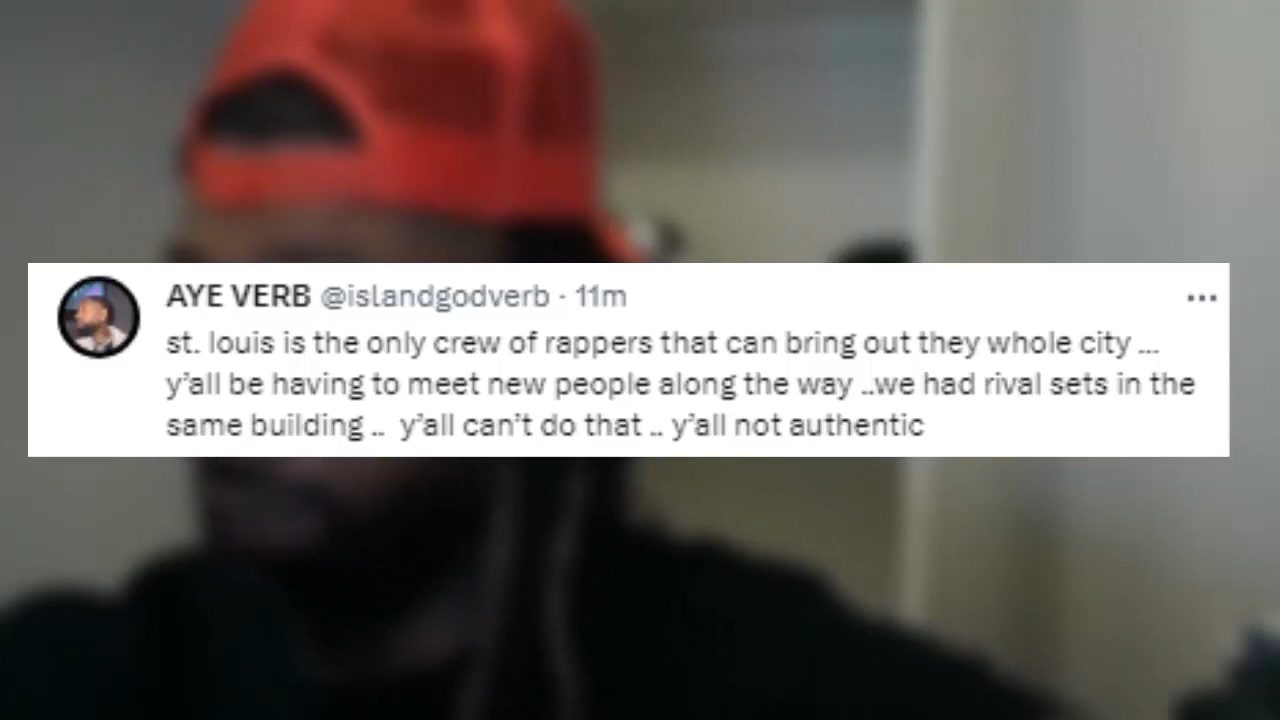 AYE VERB @islandgodverb · 11m
st. louis is the only crew of rappers that can bring out they whole city ...
y'all be having to meet new people along the way ..we had rival sets in the
same building ..  y'all can't do that .. y'all not authentic